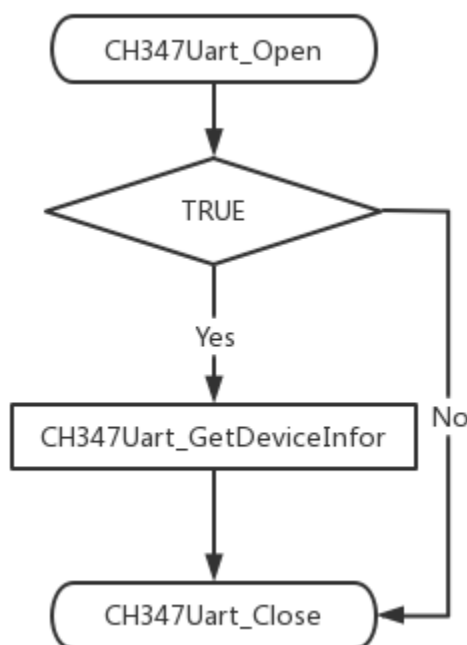 CH347Uart_Open
TRUE
Yes
CH347Uart_GetDeviceInfor
No
CH347Uart_Close